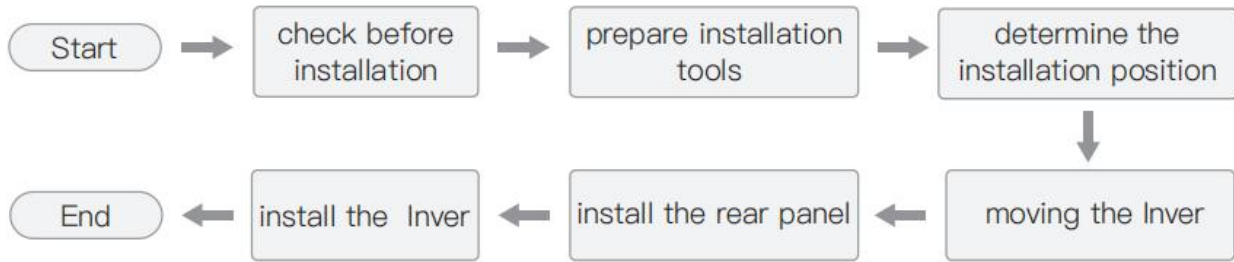 Start
check before
installation
prepare installation
tools
determine the
installation position
moving the Inver
install the rear panel
install the Inver
End